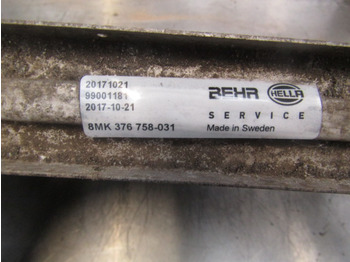 20171021
99001181
2017-10-21
8MK 376 758-031
BEHR HELLA
SERVICE
Made in Sweden